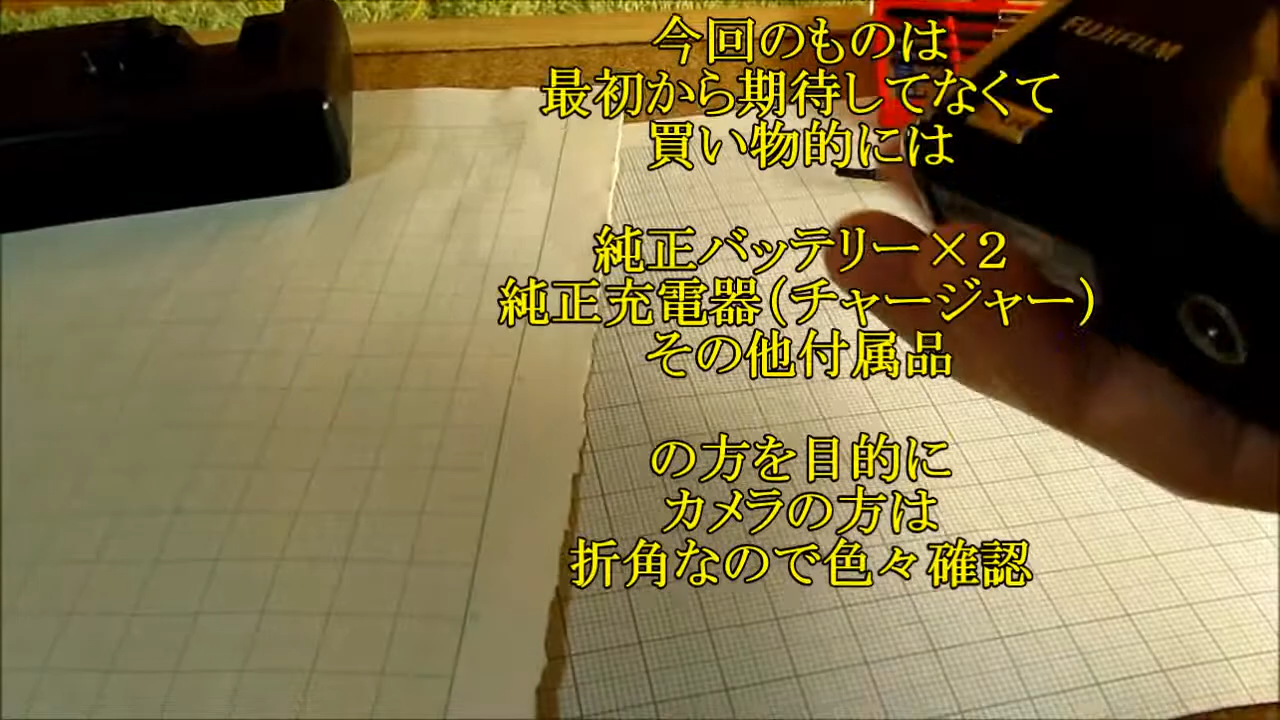 FUJIFILM
今回のものは
最初から期待してなくて
買い物的には
純正バッテリー×２
純正充電器（チャージャー）
その他付属品
の方を目的に
カメラの方は
折角なので色々確認